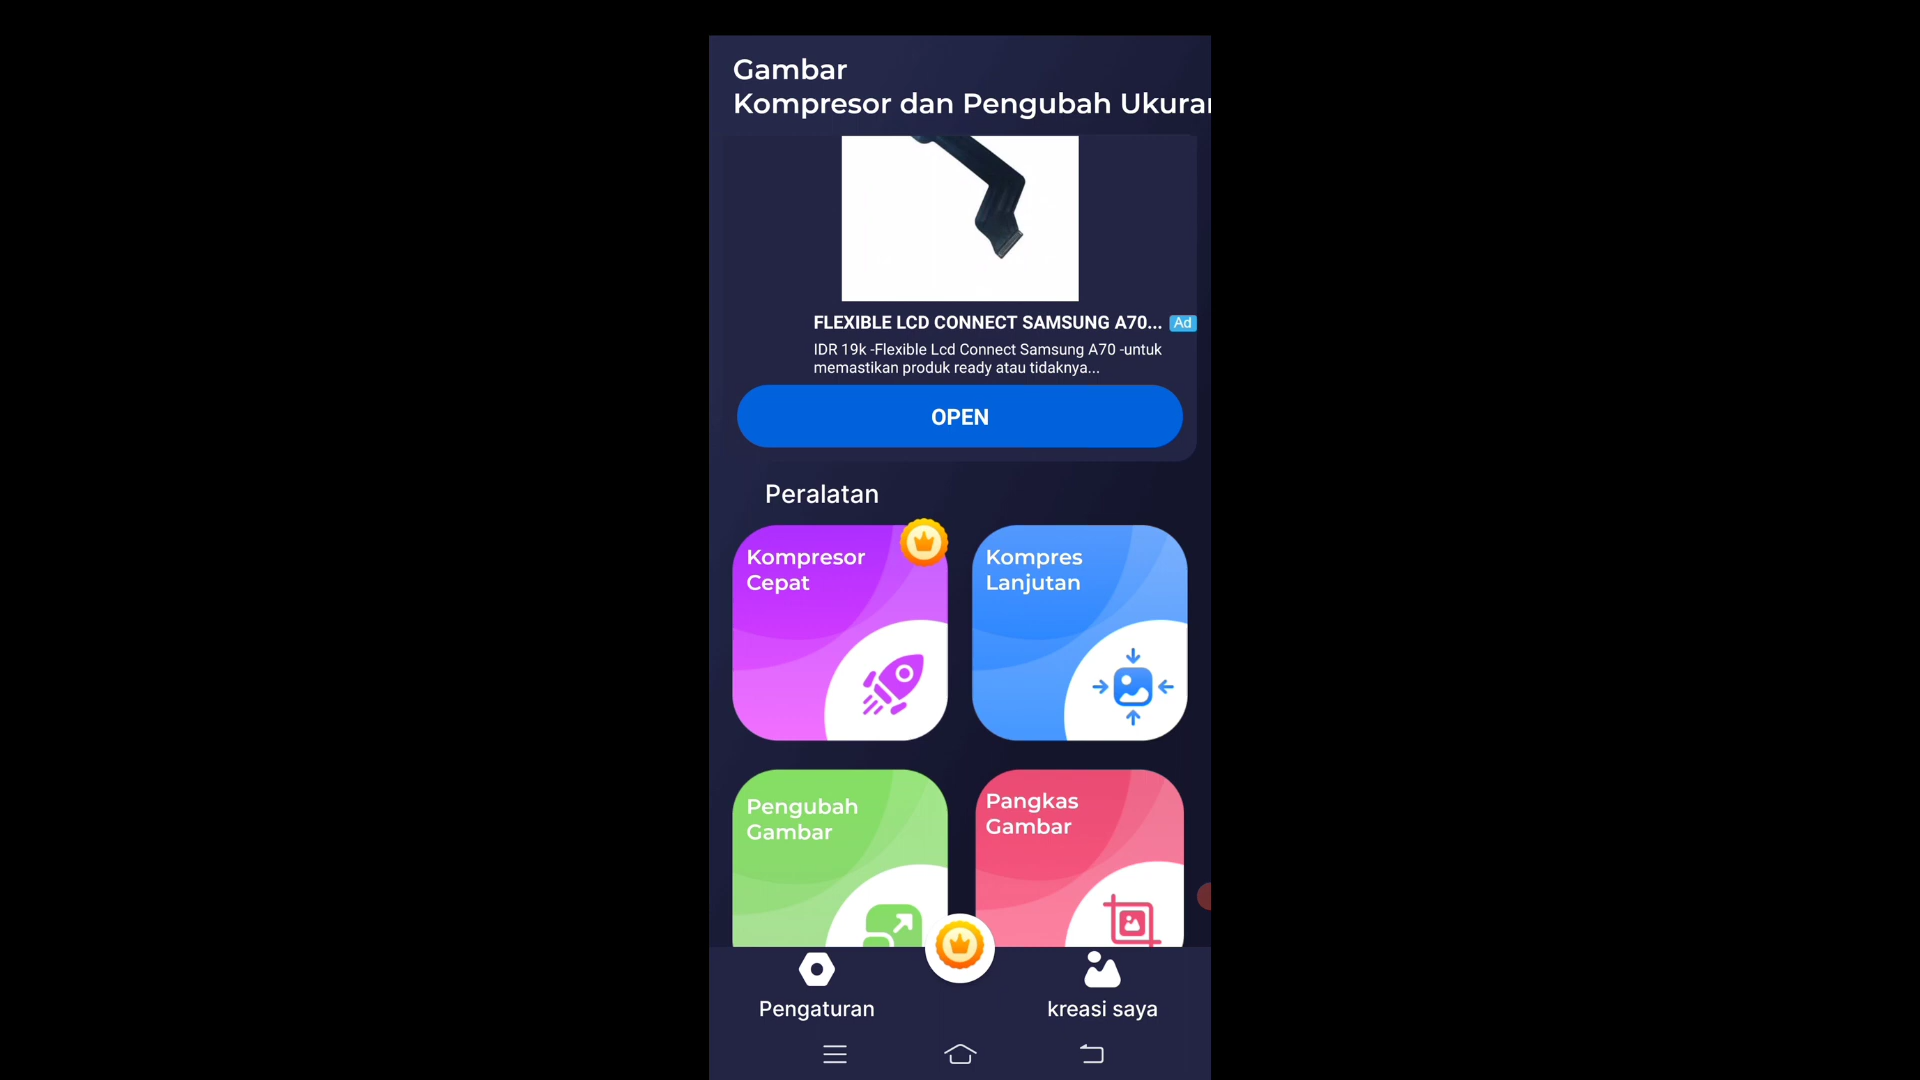 Gambar
Kompresor dan Pengubah
FLEXIBLE LCD CONNECT SAMSUNG A70... Ad
IDR 19k -Flexible Lcd Connect Samsung A70 -untuk
memastikan produk ready atau tidaknya...
OPEN
Peralatan
Kompresor
Cepat
Kompres
Lanjutan
Pengubah
Gambar
Pangkas
Gambar
Pengaturan
kreasi saya